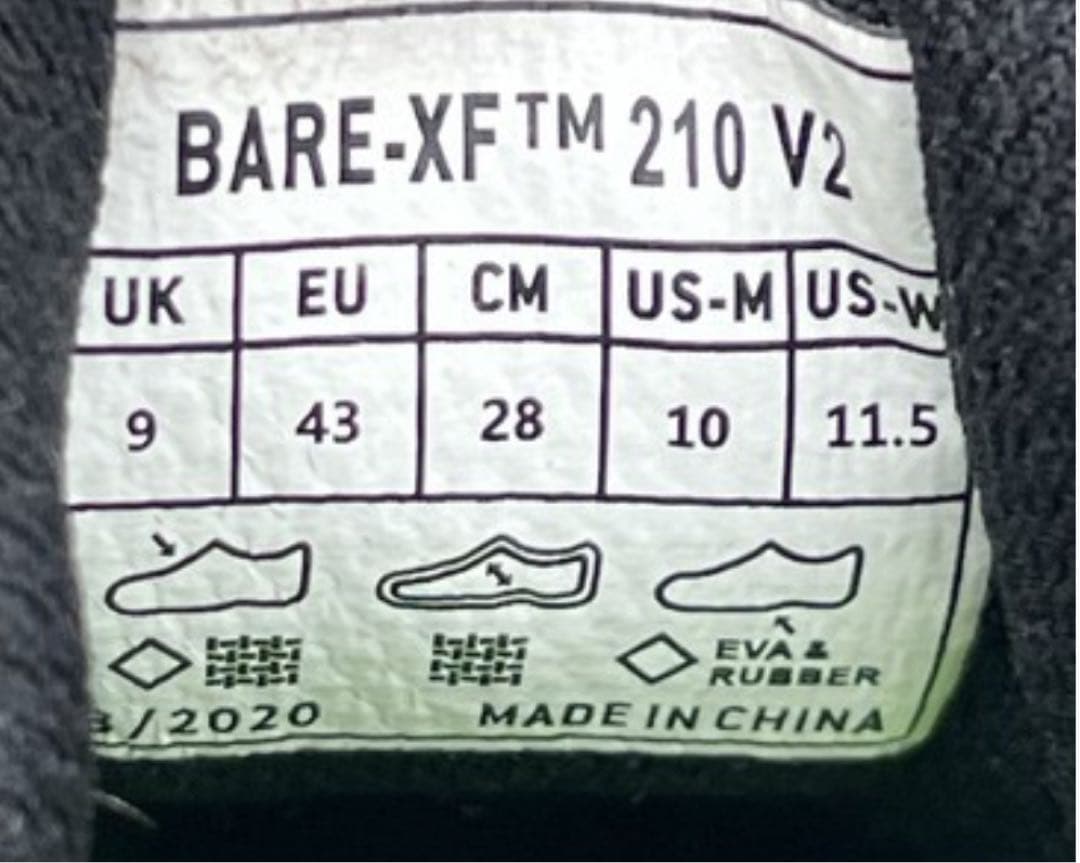 BARE-XF™ 210 V2
UK EU CM US-M US-W
9 43 28 10 11.5
EVA &
RUBBER
/2020 MADE IN CHINA